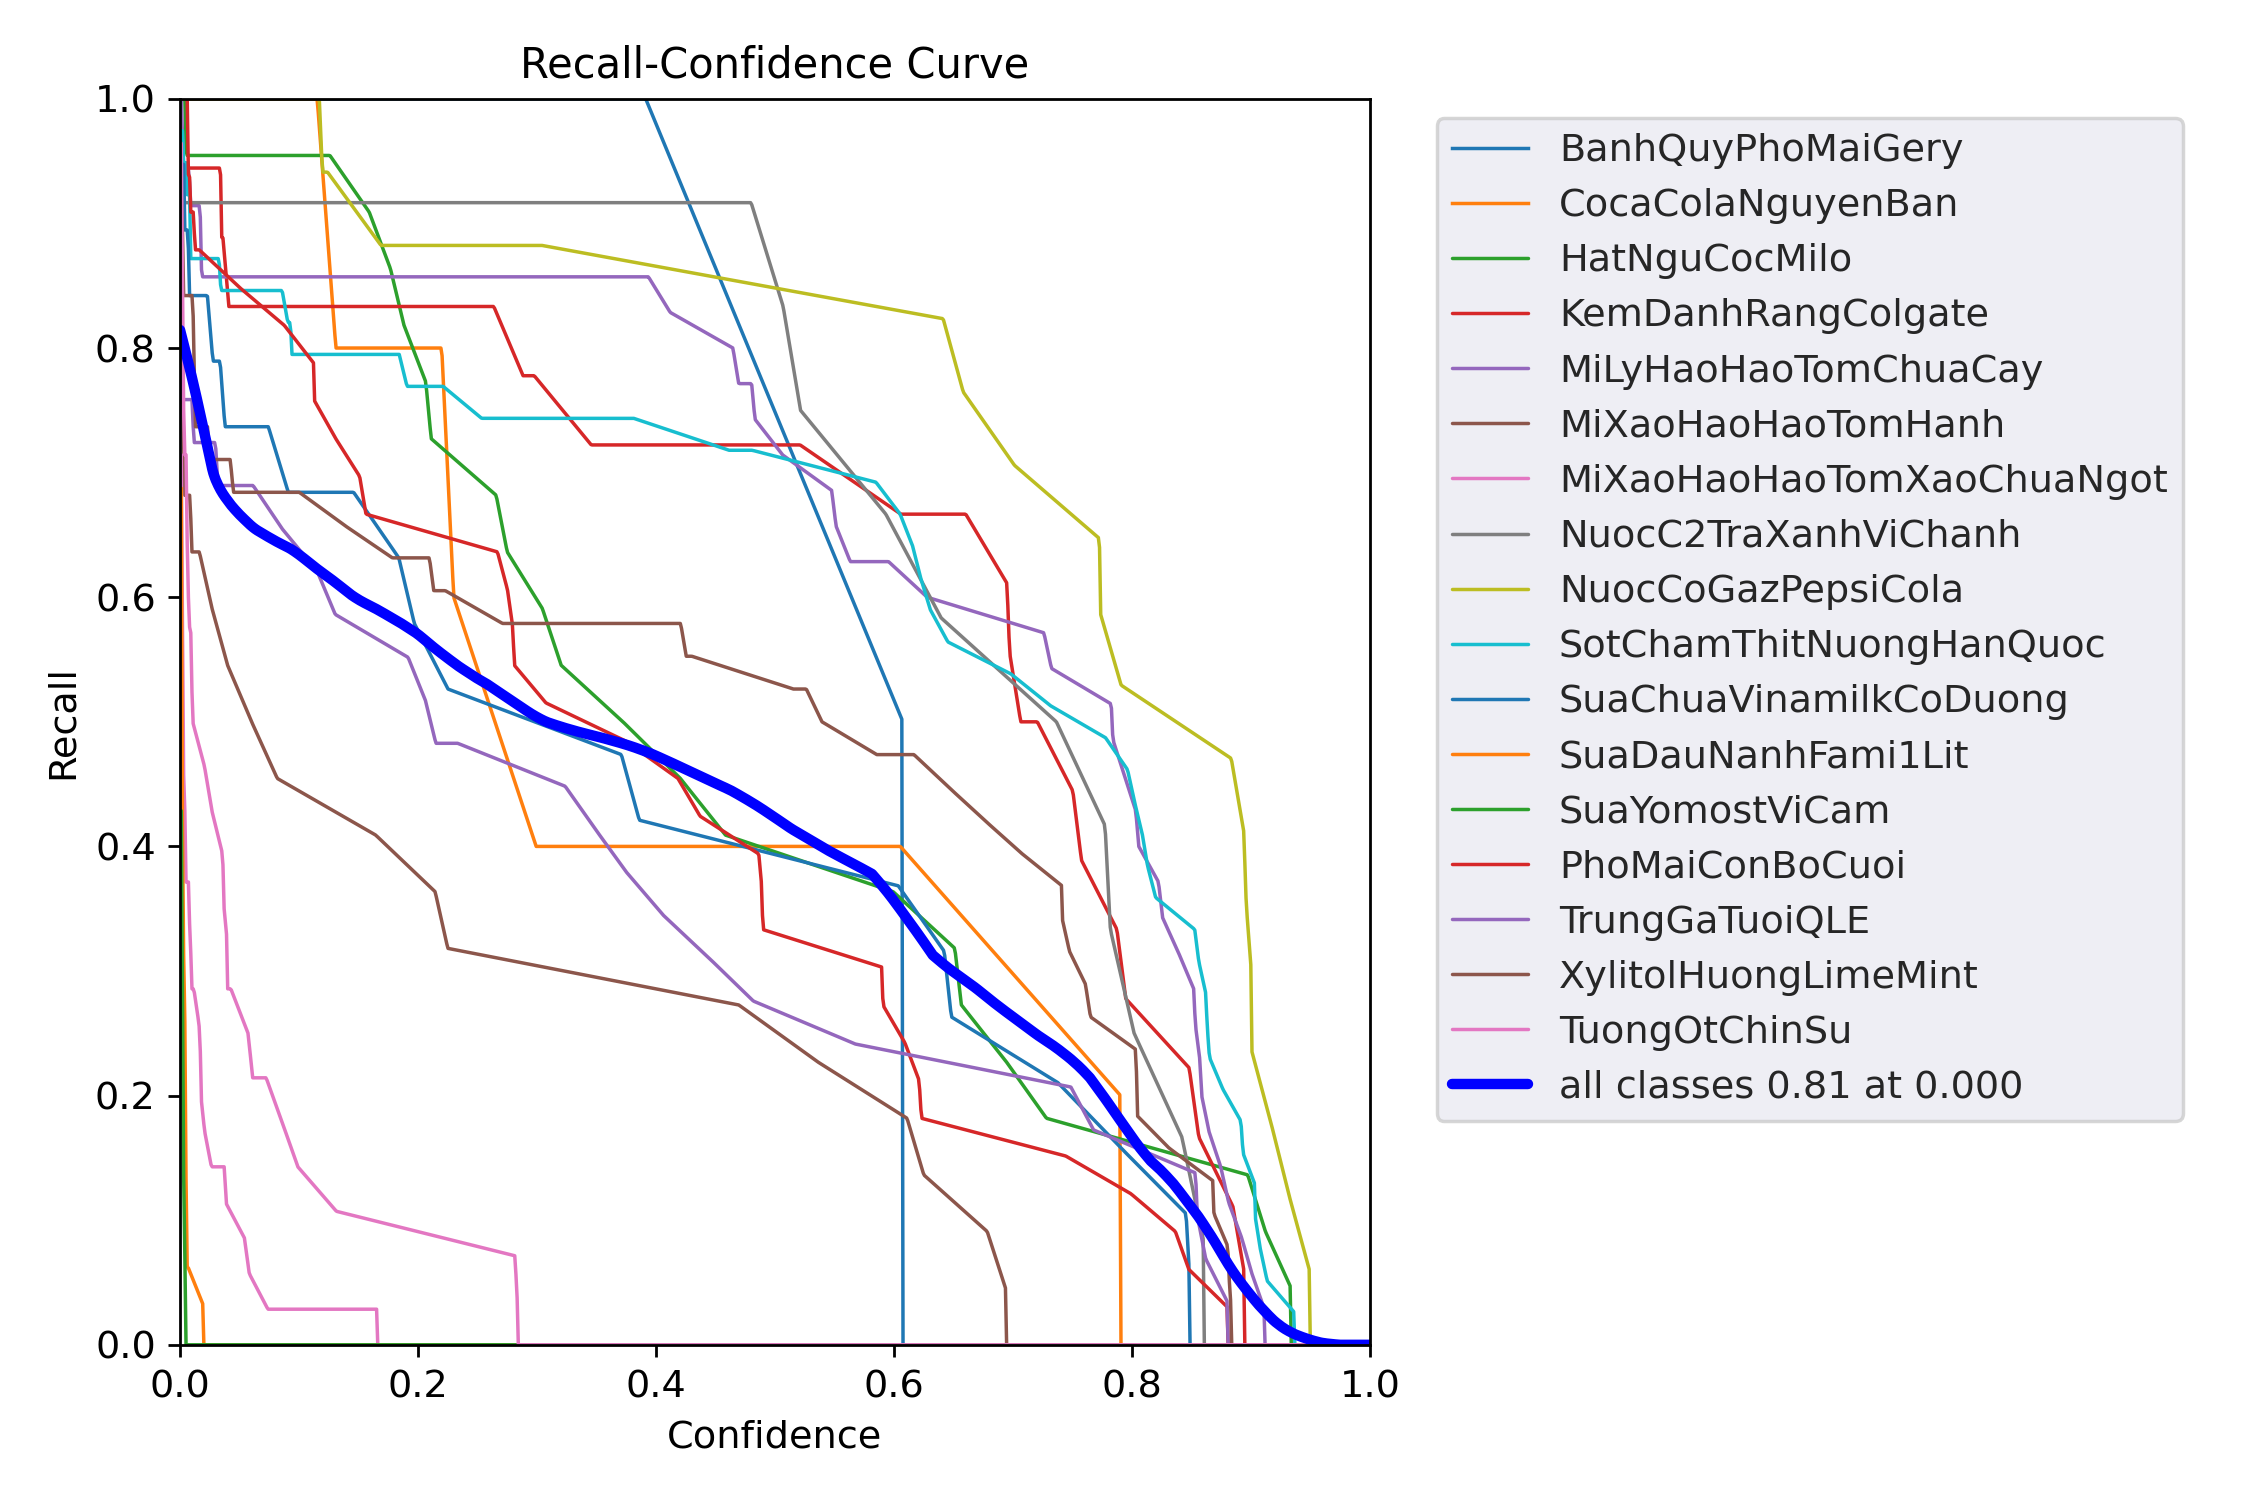 Recall-Confidence Curve
1.0
0.8
0.6
0.4
0.2
0.0
Recall
0.0 0.2 0.4 0.6 0.8 1.0
Confidence
BanhQuyPhoMaiGery
CocaColaNguyenBan
HatNguCocMilo
KemDanhRangColgate
MiLyHaoHaoTomChuaCay
MiXaoHaoHaoTomHanh
MiXaoHaoHaoTomXaoChuaNgot
NuocC2TraXanhViChanh
NuocCoGazPepsiCola
SotChamThitNuongHanQuoc
SuaChuaVinamilkCoDuong
SuaDauNanhFami1Lit
SuaYomostViCam
PhoMaiConBoCuoi
TrungGaTuoiQLE
XylitolHuongLimeMint
TuongOtChinSu
all classes 0.81 at 0.000